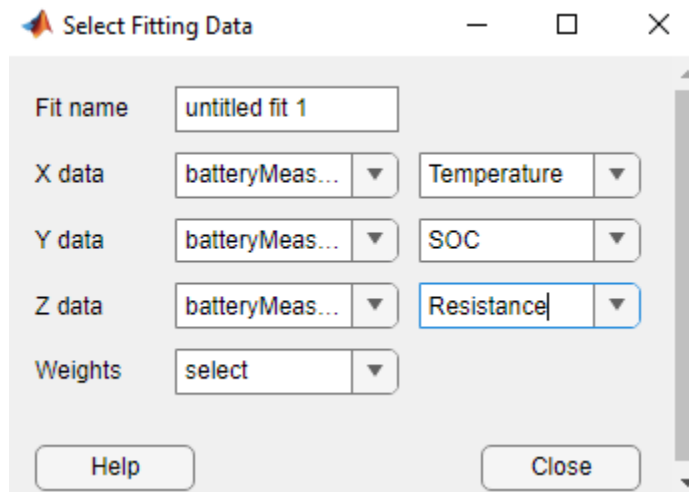 Select Fitting Data
Fit name untitled fit 1
X data batteryMeas... Temperature
Y data batteryMeas... SOC
Z data batteryMeas... Resistance
Weights select
Help Close